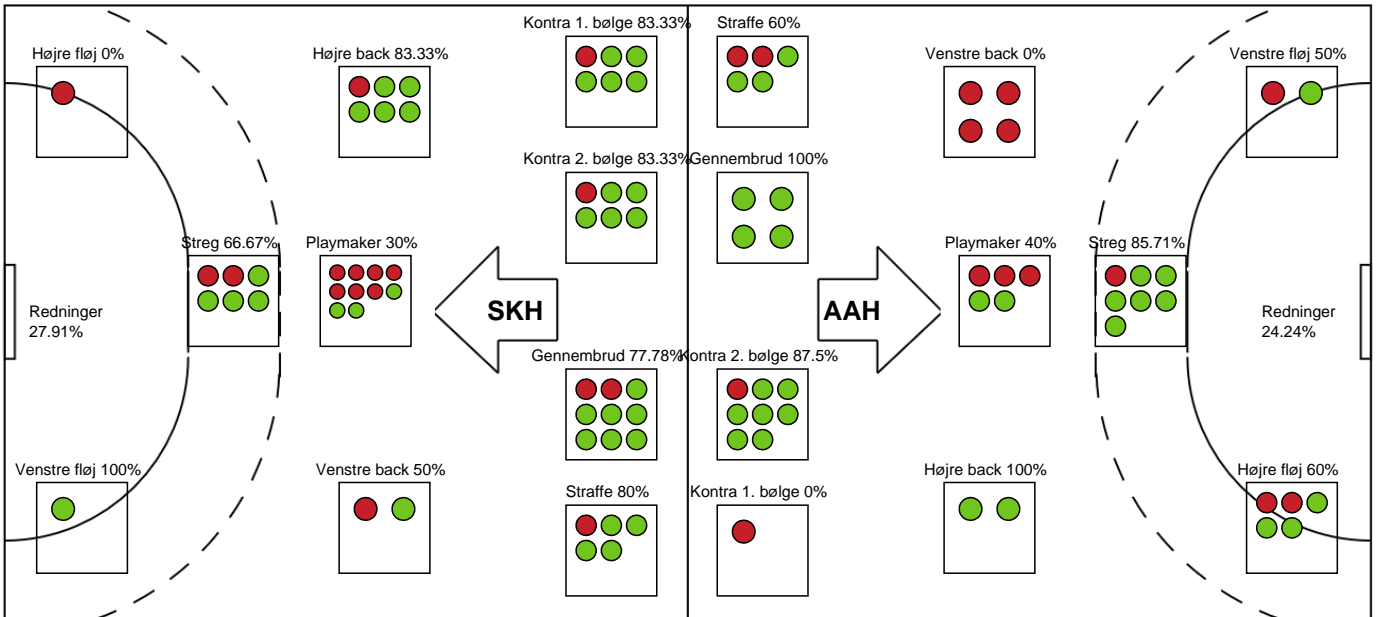 Kontra 1. bølge 83.33%
Straffe 60%
Højre fløj 0%
Højre back 83.33%
Venstre back 0%
Venstre fløj 50%
Kontra 2. bølge 83.33%
Gennembrud 100%
Streg 66.67%
Playmaker 30%
Playmaker 40%
Streg 85.71%
Redninger
27.91%
SKH
AAH
Redninger
24.24%
Gennembrud 77.78%
Kontra 2. bølge 87.5%
Venstre fløj 100%
Venstre back 50%
Højre back 100%
Højre fløj 60%
Straffe 80%
Kontra 1. bølge 0%